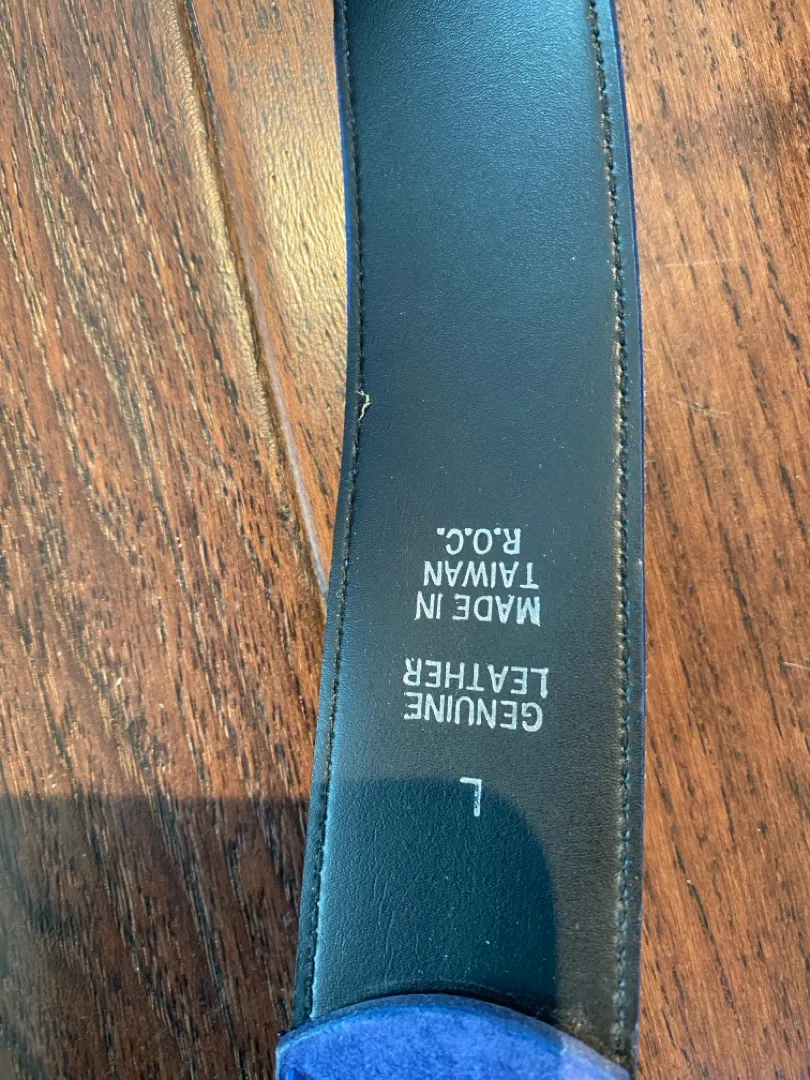 L
GENUINE
LEATHER
MADE IN
TAIWAN
R.O.C.